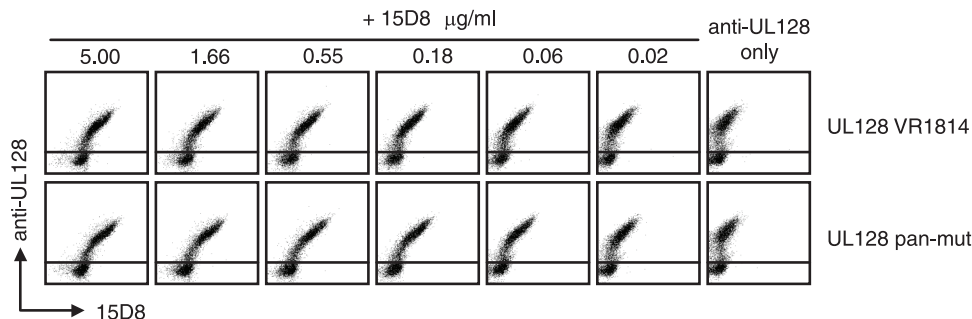 + 15D8 μg/ml
anti-UL128
only
5.00 1.66 0.55 0.18 0.06 0.02
UL128 VR1814
UL128 pan-mut
anti-UL128
15D8